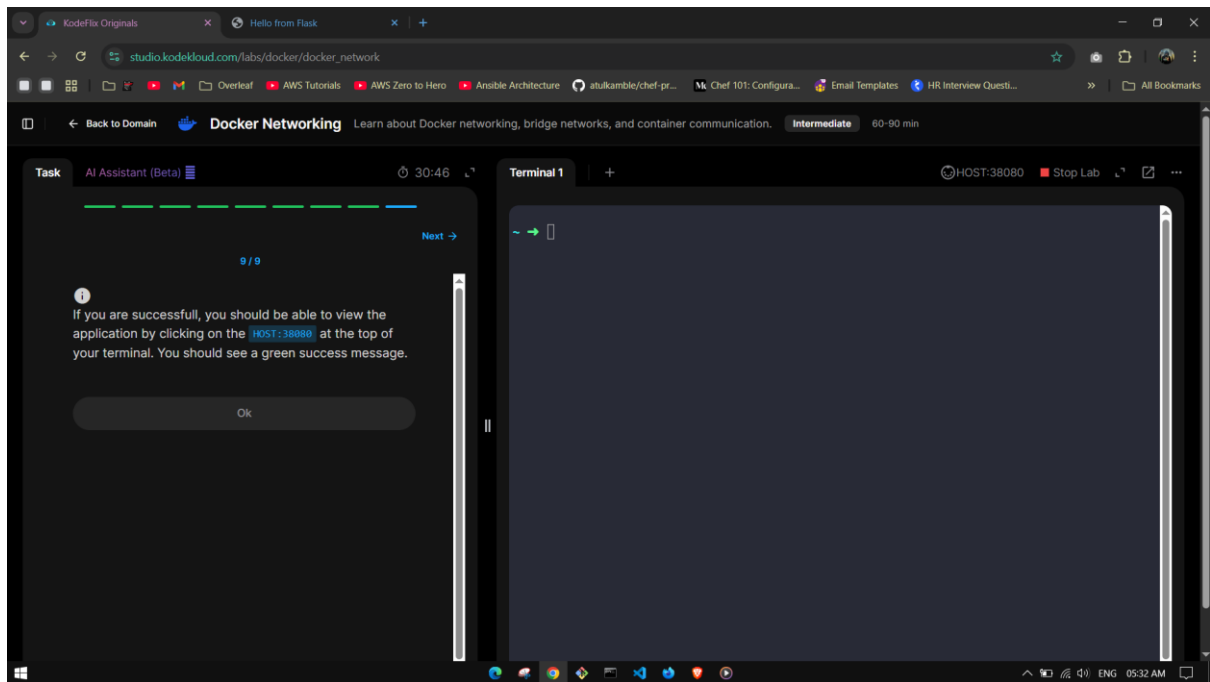 KodeFlix Originals
Hello from Flask
studio.kodekloud.com/labs/docker/docker_network
Overleaf
AWS Tutorials
AWS Zero to Hero
Ansible Architecture
atulkamble/chef-pr...
Chef 101: Configura...
Email Templates
HR Interview Questi...
All Bookmarks
Back to Domain
Docker Networking
Learn about Docker networking, bridge networks, and container communication.
Intermediate
60-90 min
Task
AI Assistant (Beta)
30:46
Terminal 1
HOST:38080
Stop Lab
Next →
9 / 9
If you are successful, you should be able to view the
application by clicking on the HOST:38080 at the top of
your terminal. You should see a green success message.
Ok
~ →
ENG 05:32 AM